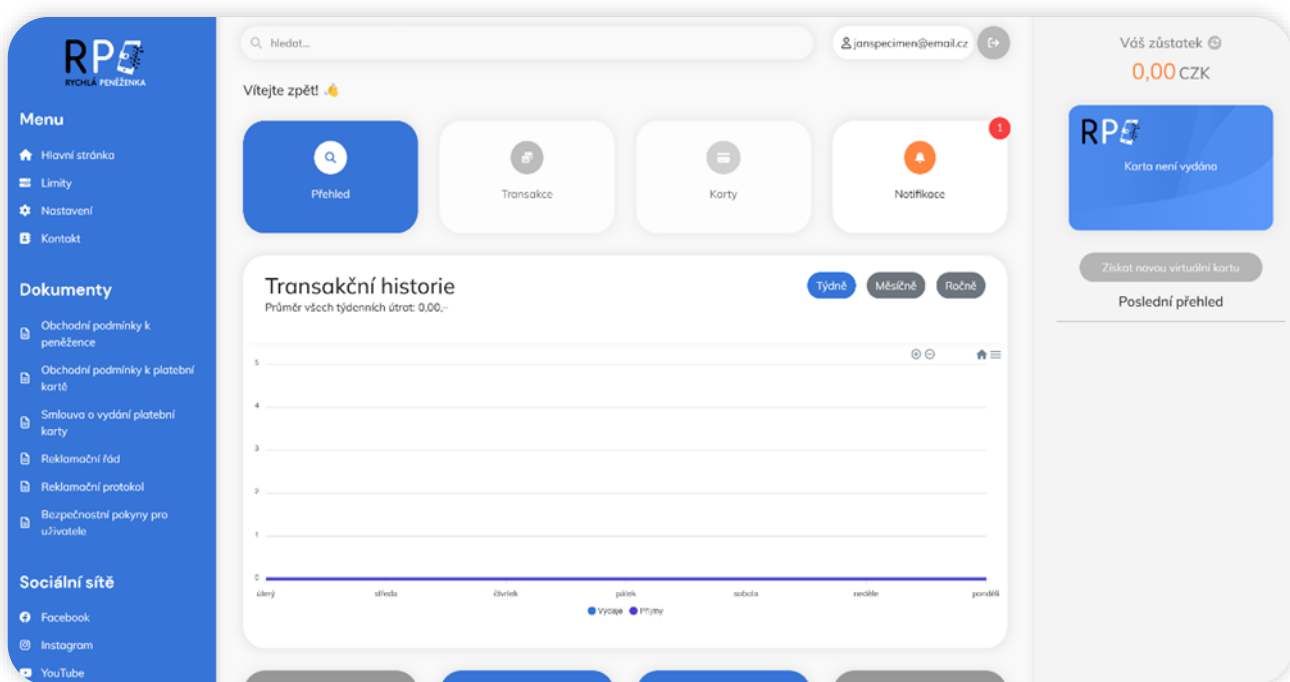 RP
RYCHLÁ PENĚŽENKA
Menu
Hlavní stránka
Limity
Nastavení
Kontakt
Dokumenty
Obchodní podmínky k
peněžence
Obchodní podmínky k platební
kartě
Smlouva o vydání platební
karty
Reklamační řád
Reklamační protokol
Bezpečnostní pokyny pro
uživatele
Sociální sítě
Facebook
Instagram
YouTube
hledat...
janspecimen@email.cz
Vítejte zpět!
Přehled
Transakce
Karty
1
Notifikace
Transakční historie
Průměr všech týdenních útrat: 0,00,-
Týdně
Měsíčně
Ročně
5
4
3
2
1
0
úterý
středa
čtvrtek
pátek
sobota
neděle
pondělí
Výdaje
Příjmy
Váš zůstatek
0,00 CZK
RP
Karta není vydána
Získat novou virtuální kartu
Poslední přehled